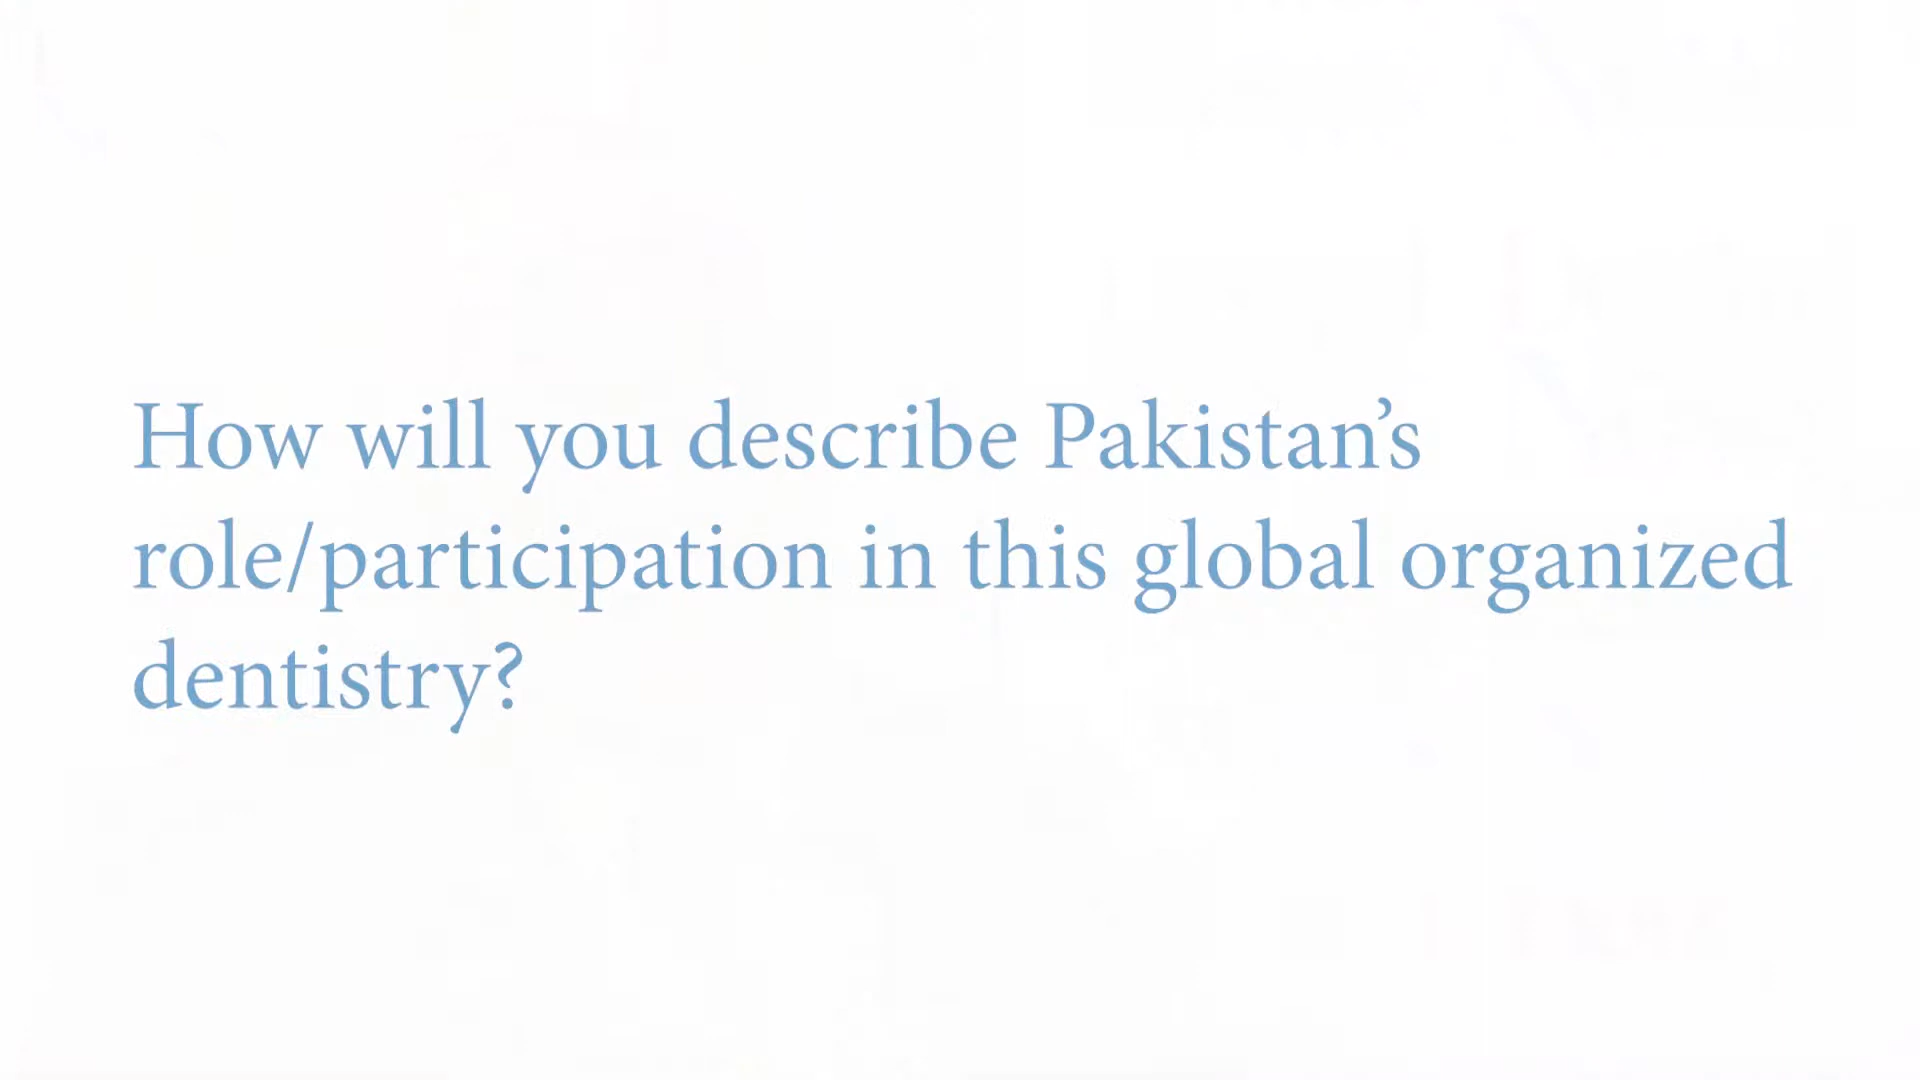 How will you describe Pakistan’s
role/participation in this global organized
dentistry?